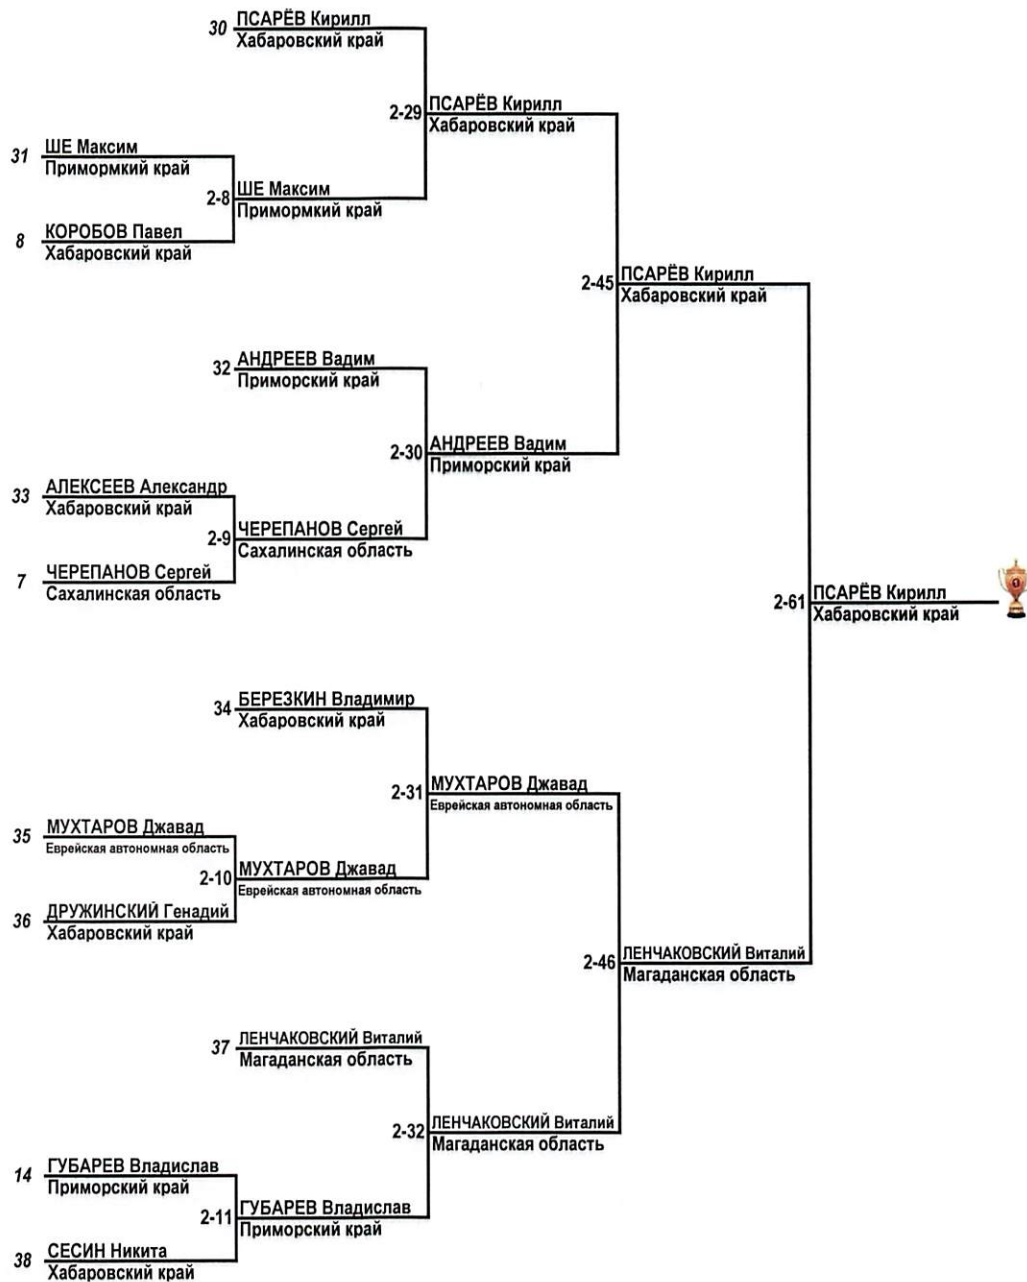 30 ПСАРЁВ Кирилл
Хабаровский край
2-29 ПСАРЁВ Кирилл
Хабаровский край
31 ШЕ Максим
Примормкий край
2-8 ШЕ Максим
Примормкий край
8 КОРОБОВ Павел
Хабаровский край
2-45 ПСАРЁВ Кирилл
Хабаровский край
32 АНДРЕЕВ Вадим
Приморский край
2-30 АНДРЕЕВ Вадим
Приморский край
33 АЛЕКСЕЕВ Александр
Хабаровский край
2-9 ЧЕРЕПАНОВ Сергей
Сахалинская область
7 ЧЕРЕПАНОВ Сергей
Сахалинская область
2-61 ПСАРЁВ Кирилл
Хабаровский край
1
34 БЕРЕЗКИН Владимир
Хабаровский край
2-31 МУХТАРОВ Джавад
Еврейская автономная область
35 МУХТАРОВ Джавад
Еврейская автономная область
2-10 МУХТАРОВ Джавад
Еврейская автономная область
36 ДРУЖИНСКИЙ Генадий
Хабаровский край
2-46 ЛЕНЧАКОВСКИЙ Виталий
Магаданская область
37 ЛЕНЧАКОВСКИЙ Виталий
Магаданская область
2-32 ЛЕНЧАКОВСКИЙ Виталий
Магаданская область
14 ГУБАРЕВ Владислав
Приморский край
2-11 ГУБАРЕВ Владислав
Приморский край
38 СЕСИН Никита
Хабаровский край